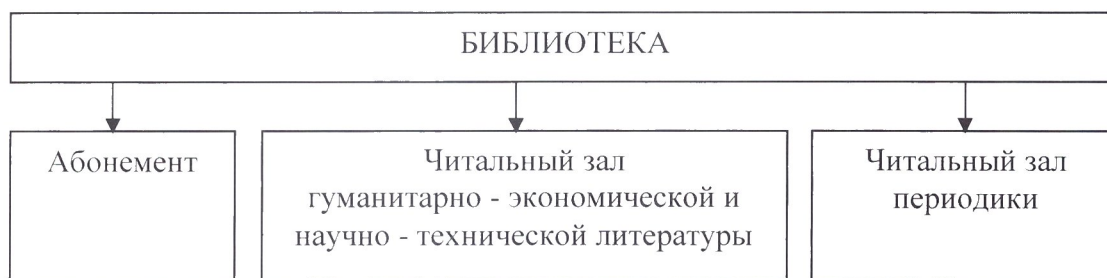 БИБЛИОТЕКА
Абонемент
Читальный зал
гуманитарно - экономической и
научно - технической литературы
Читальный зал
периодики